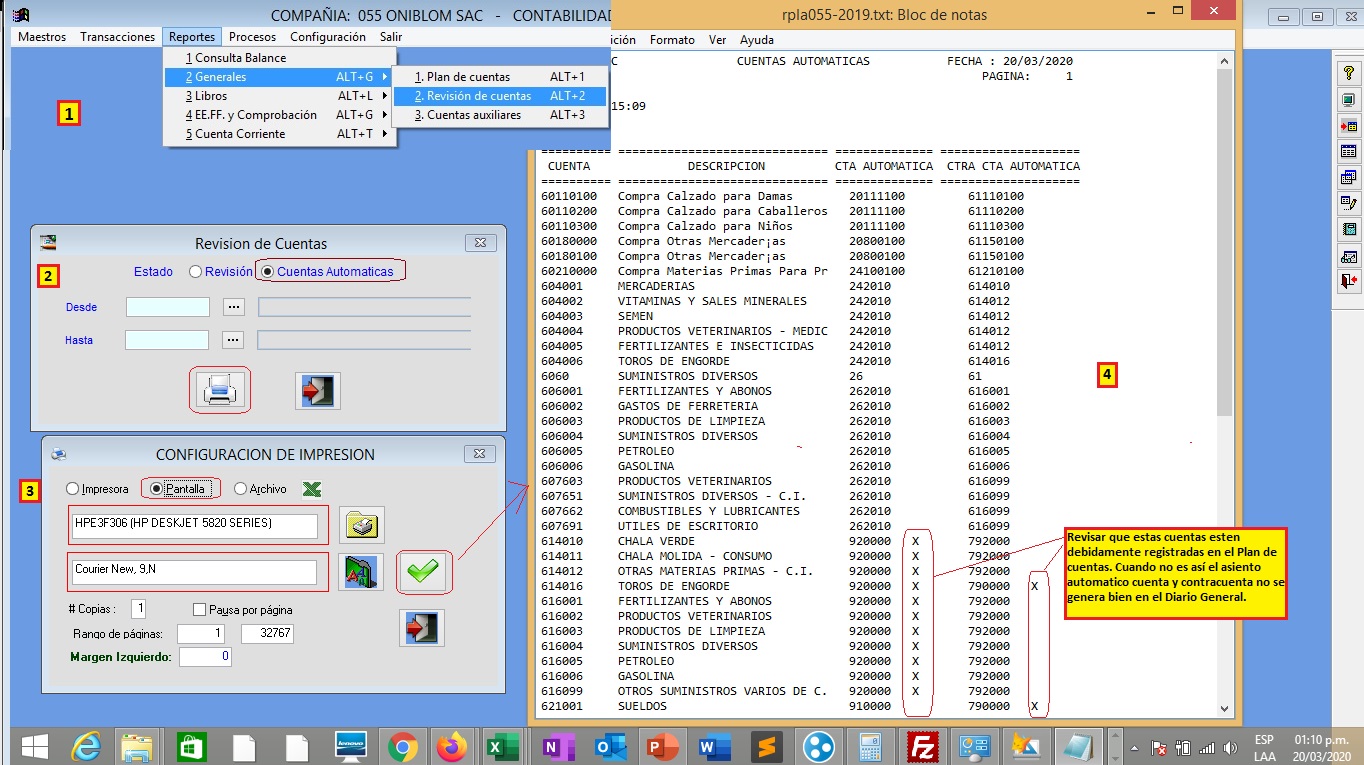 COMPAÑIA: 055 ONIBLOM SAC - CONTABILIDAD
Maestros Transacciones Reportes Procesos Configuración Salir
1 Consulta Balance
2 Generales ALT+G
3 Libros ALT+L
4 EE.FF. y Comprobación ALT+G
5 Cuenta Corriente ALT+T
1. Plan de cuentas ALT+1
2. Revisión de cuentas ALT+2
3. Cuentas auxiliares ALT+3
1
Revision de Cuentas
2
Estado Revisión Cuentas Automaticas
Desde ...
Hasta ...
CONFIGURACION DE IMPRESION
3
Impresora Pantalla Archivo
HPE3F306 (HP DESKJET 5820 SERIES)
Courier New, 9,N
# Copias : 1 Pausa por página
Rango de páginas: 1 32767
Margen Izquierdo: 0
rpla055-2019.txt: Bloc de notas
ición Formato Ver Ayuda
C CUENTAS AUTOMATICAS FECHA : 20/03/2020
PAGINA: 1
15:09
========== ============================== ============== ====================
CUENTA DESCRIPCION CTA AUTOMATICA CTRA CTA AUTOMATICA
========== ============================== ============== ====================
60110100 Compra Calzado para Damas 20111100 61110100
60110200 Compra Calzado para Caballeros 20111100 61110200
60110300 Compra Calzado para Niños 20111100 61110300
60180000 Compra Otras Mercader¡as 20800100 61150100
60180100 Compra Otras Mercader¡as 20800100 61150100
60210000 Compra Materias Primas Para Pr 24100100 61210100
604001 MERCADERIAS 242010 614010
604002 VITAMINAS Y SALES MINERALES 242010 614012
604003 SEMEN 242010 614012
604004 PRODUCTOS VETERINARIOS - MEDIC 242010 614012
604005 FERTILIZANTES E INSECTICIDAS 242010 614012
604006 TOROS DE ENGORDE 242010 614016
6060 SUMINISTROS DIVERSOS 26 61
606001 FERTILIZANTES Y ABONOS 262010 616001
606002 GASTOS DE FERRETERIA 262010 616002
606003 PRODUCTOS DE LIMPIEZA 262010 616003
606004 SUMINISTROS DIVERSOS 262010 616004
606005 PETROLEO 262010 616005
606006 GASOLINA 262010 616006
607603 PRODUCTOS VETERINARIOS 262010 616099
607651 SUMINISTROS DIVERSOS - C.I. 262010 616099
607662 COMBUSTIBLES Y LUBRICANTES 262010 616099
607691 UTILES DE ESCRITORIO 262010 616099
614010 CHALA VERDE 920000 X 792000
614011 CHALA MOLIDA - CONSUMO 920000 X 792000
614012 OTRAS MATERIAS PRIMAS - C.I. 920000 X 792000
614016 TOROS DE ENGORDE 920000 X 790000 X
616001 FERTILIZANTES Y ABONOS 920000 X 792000
616002 PRODUCTOS VETERINARIOS 920000 X 792000
616003 PRODUCTOS DE LIMPIEZA 920000 X 792000
616004 SUMINISTROS DIVERSOS 920000 X 792000
616005 PETROLEO 920000 X 792000
616006 GASOLINA 920000 X 792000
616099 OTROS SUMINISTROS VARIOS DE C. 920000 X 792000
621001 SUELDOS 910000 790000 X
4
Revisar que estas cuentas esten
debidamente registradas en el Plan de
cuentas. Cuando no es así el asiento
automatico cuenta y contracuenta no se
genera bien en el Diario General.
lenovo
ESP
LAA
01:10 p.m.
20/03/2020